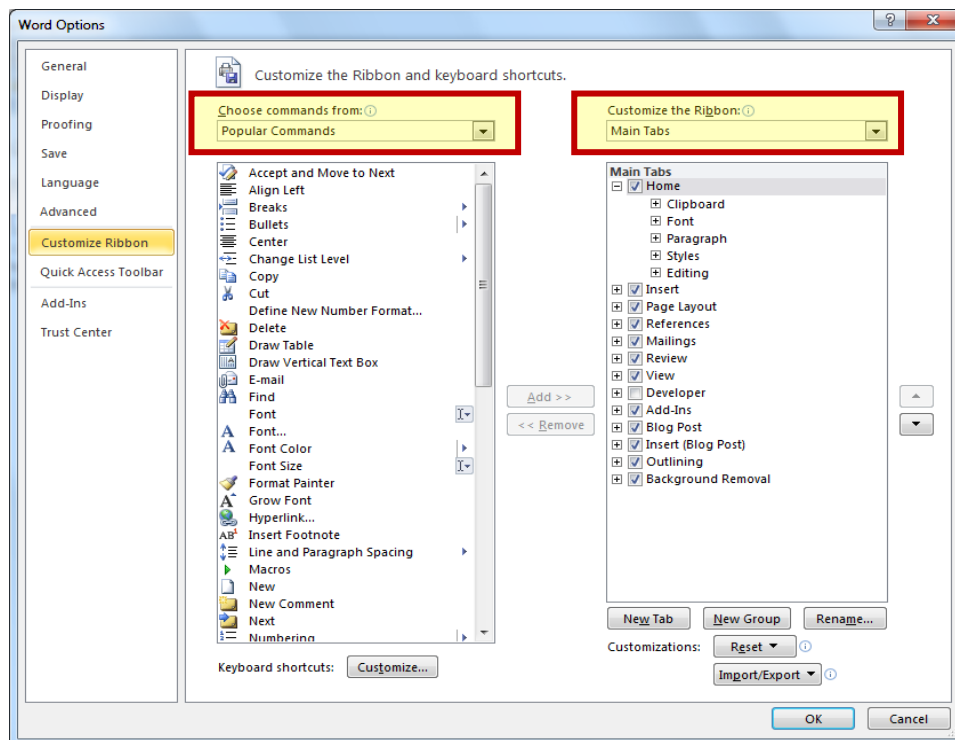 Word Options
General
Display
Proofing
Save
Language
Advanced
Customize Ribbon
Quick Access Toolbar
Add-Ins
Trust Center
Customize the Ribbon and keyboard shortcuts.
Choose commands from:
Popular Commands
Accept and Move to Next
Align Left
Breaks
Bullets
Center
Change List Level
Copy
Cut
Define New Number Format...
Delete
Draw Table
Draw Vertical Text Box
E-mail
Find
Font
Font...
Font Color
Font Size
Format Painter
Grow Font
Hyperlink...
Insert Footnote
Line and Paragraph Spacing
Macros
New
New Comment
Next
Numbering
Keyboard shortcuts: Customize...
Add >>
<< Remove
Customize the Ribbon:
Main Tabs
Main Tabs
Home
Clipboard
Font
Paragraph
Styles
Editing
Insert
Page Layout
References
Mailings
Review
View
Developer
Add-Ins
Blog Post
Insert (Blog Post)
Outlining
Background Removal
New Tab New Group Rename...
Customizations: Reset
Import/Export
OK Cancel